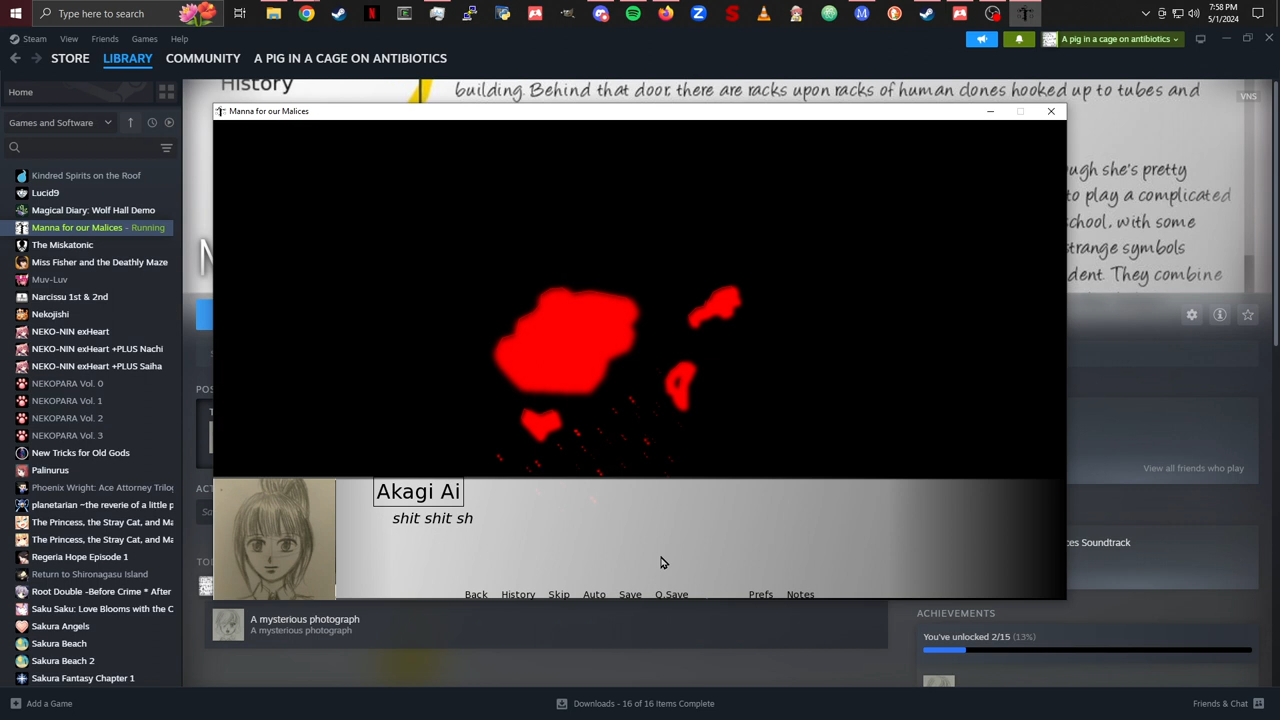 Type here to search
7:58 PM
5/1/2024
Steam
View
Friends
Games
Help
A pig in a cage on antibiotics
STORE
LIBRARY
COMMUNITY
A PIG IN A CAGE ON ANTIBIOTICS
Home
Games and Software
History
building. Behind that door, there are racks upon racks of human clones hooked up to tubes and
VNS
Manna for our Malices
Kindred Spirits on the Roof
Lucid9
Magical Diary: Wolf Hall Demo
Manna for our Malices - Running
The Miskatonic
Miss Fisher and the Deathly Maze
Muv-Luv
Narcissu 1st & 2nd
Nekojishi
NEKO-NIN exHeart
NEKO-NIN exHeart +PLUS Nachi
NEKO-NIN exHeart +PLUS Saiha
NEKOPARA Vol. 0
NEKOPARA Vol. 1
NEKOPARA Vol. 2
NEKOPARA Vol. 3
New Tricks for Old Gods
Palinurus
Phoenix Wright: Ace Attorney Trilog
planetarian ~the reverie of a little p
The Princess, the Stray Cat, and Ma
The Princess, the Stray Cat, and Ma
Regeria Hope Episode 1
Return to Shironagasu Island
Root Double -Before Crime * After
Saku Saku: Love Blooms with the C
Sakura Angels
Sakura Beach
Sakura Beach 2
Sakura Fantasy Chapter 1
ough she's pretty
to play a complicated
school, with some
strange symbols
dent. They combine
View all friends who play
ces Soundtrack
Akagi Ai
shit shit sh
Back
History
Skip
Auto
Save
Q.Save
Prefs
Notes
A mysterious photograph
A mysterious photograph
ACHIEVEMENTS
You've unlocked 2/15 (13%)
Add a Game
Downloads - 16 of 16 Items Complete
Friends & Chat